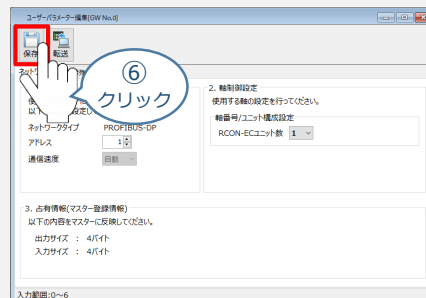 ユーザーパラメーター編集[GW No.0]
保存 転送
⑥
クリック
2. 軸制御設定
使用する軸の設定を行ってください。
軸番号/ユニット構成設定
RCON-ECユニット数 1
ネットワークタイプ PROFIBUS-DP
アドレス 1
通信速度 自動
3. 占有情報(マスター登録情報)
以下の内容をマスターに反映してください。
出力サイズ : 4バイト
入力サイズ : 4バイト
入力範囲:0～6